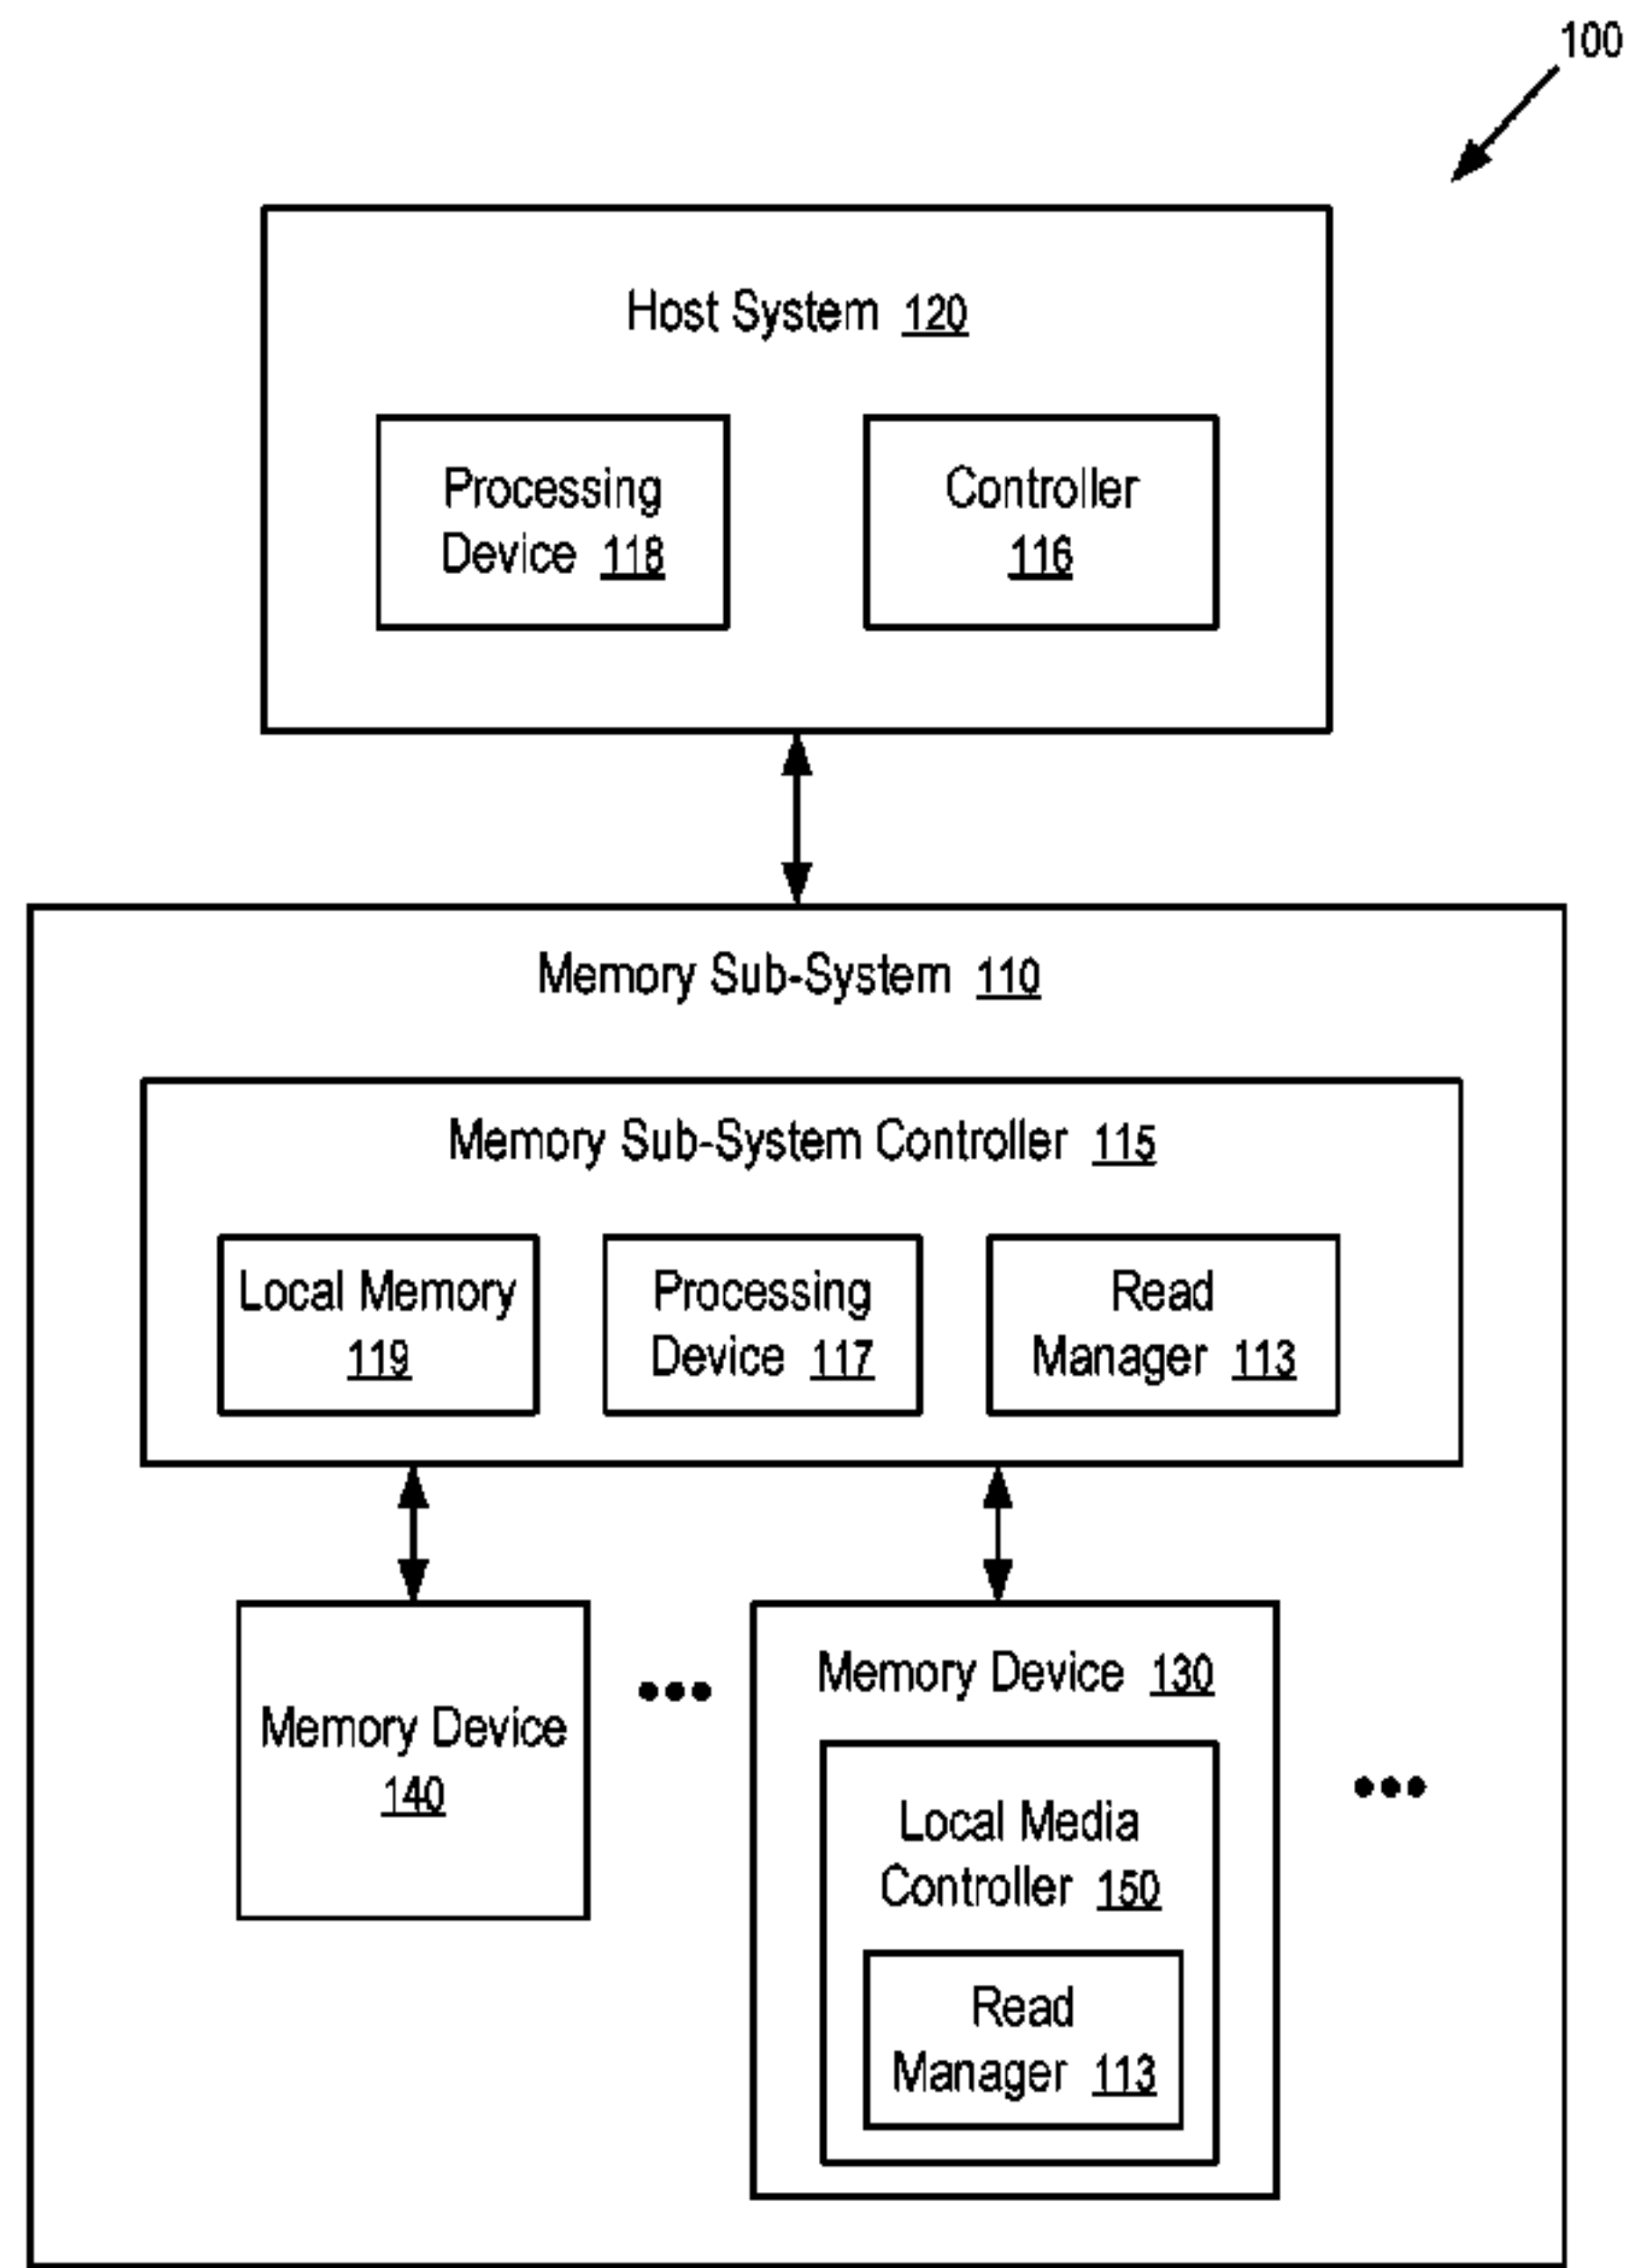 100
Host System 120
Processing
Device 118
Controller
116
Memory Sub-System 110
Memory Sub-System Controller 115
Local Memory
119
Processing
Device 117
Read
Manager 113
Memory Device
140
Memory Device 130
Local Media
Controller 150
Read
Manager 113